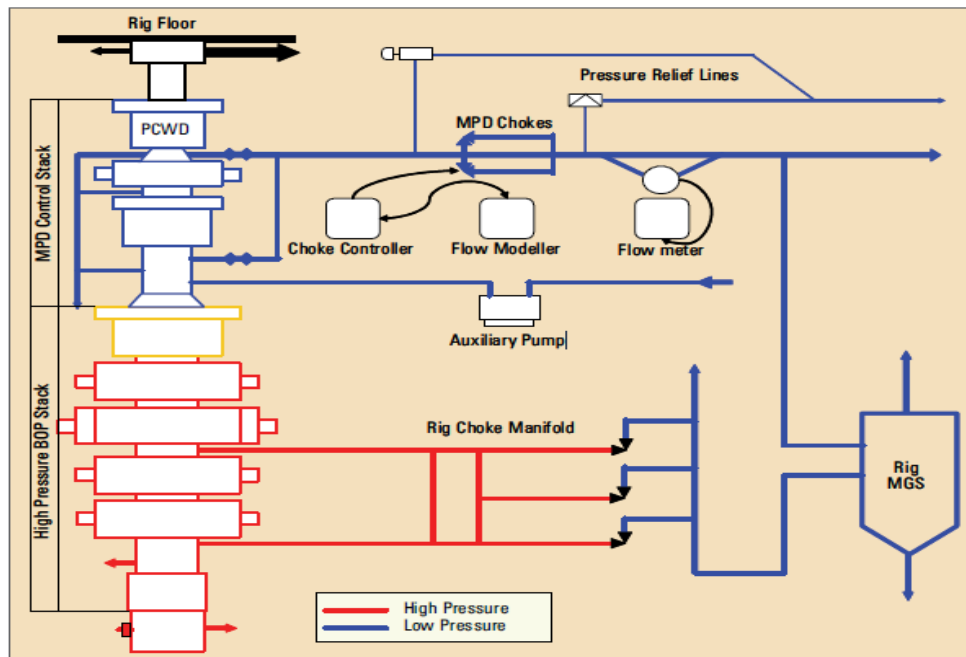 Rig Floor
Pressure Relief Lines
MPD Control Stack
PCWD
MPD Chokes
Choke Controller
Flow Modeller
Flow meter
Auxiliary Pump
High Pressure BOP Stack
Rig Choke Manifold
Rig
MGS
High Pressure
Low Pressure